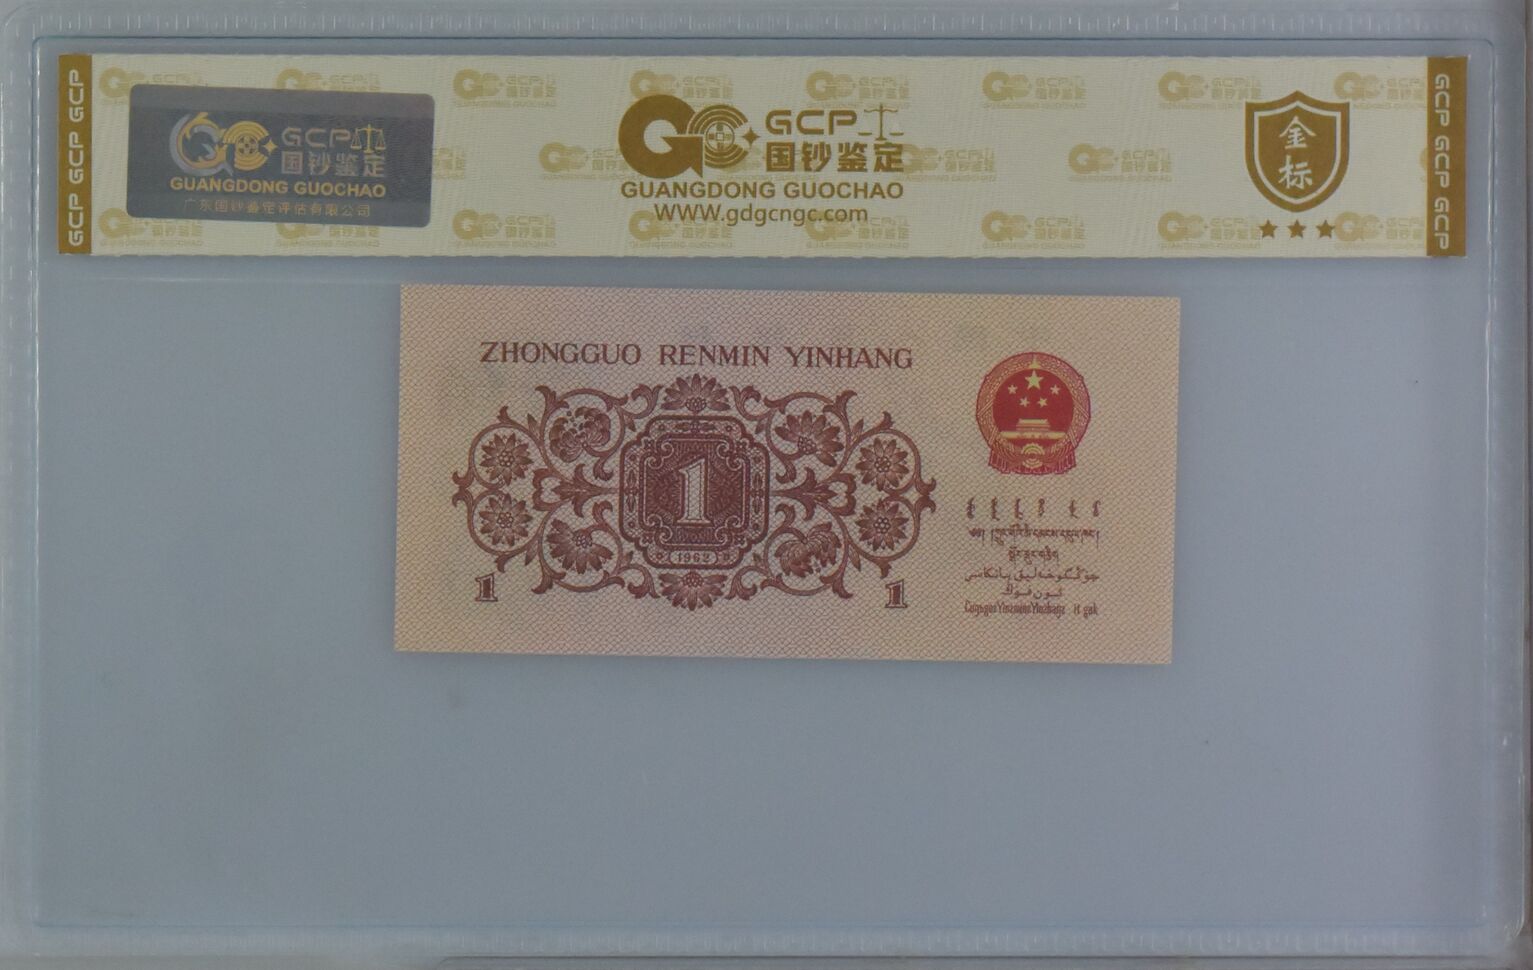 GCP GCP GCP
GCP
国钞鉴定
GUANGDONG GUOCHAO
广东国钞鉴定评估有限公司
GCP
国钞鉴定
GUANGDONG GUOCHAO
WWW.gdgcngc.com
金
标
GCP GCP GCP
ZHONGGUO RENMIN YINHANG
1
1962
1
1